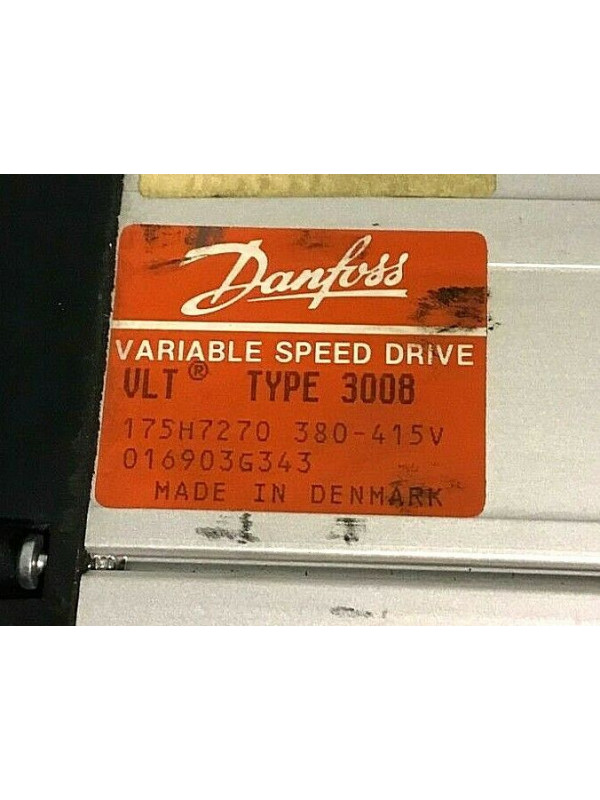 Danfoss
VARIABLE SPEED DRIVE
VLT® TYPE 3008
175H7270 380-415V
016903G343
MADE IN DENMARK